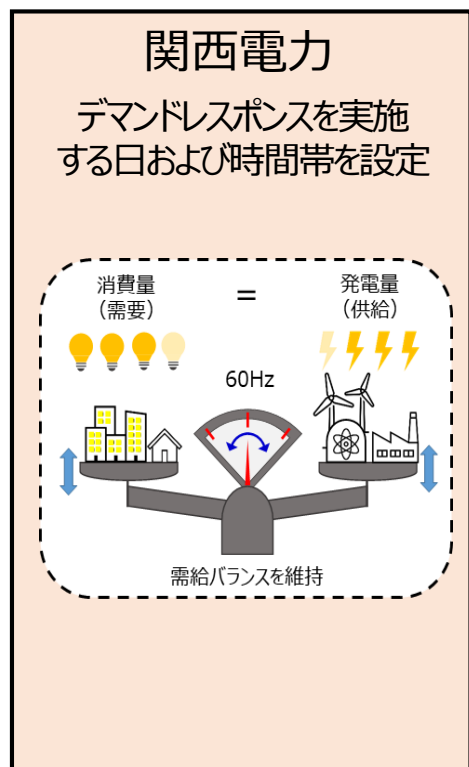 関西電力
デマンドレスポンスを実施
する日および時間帯を設定
消費量
（需要）
=
発電量
（供給）
60Hz
需給バランスを維持